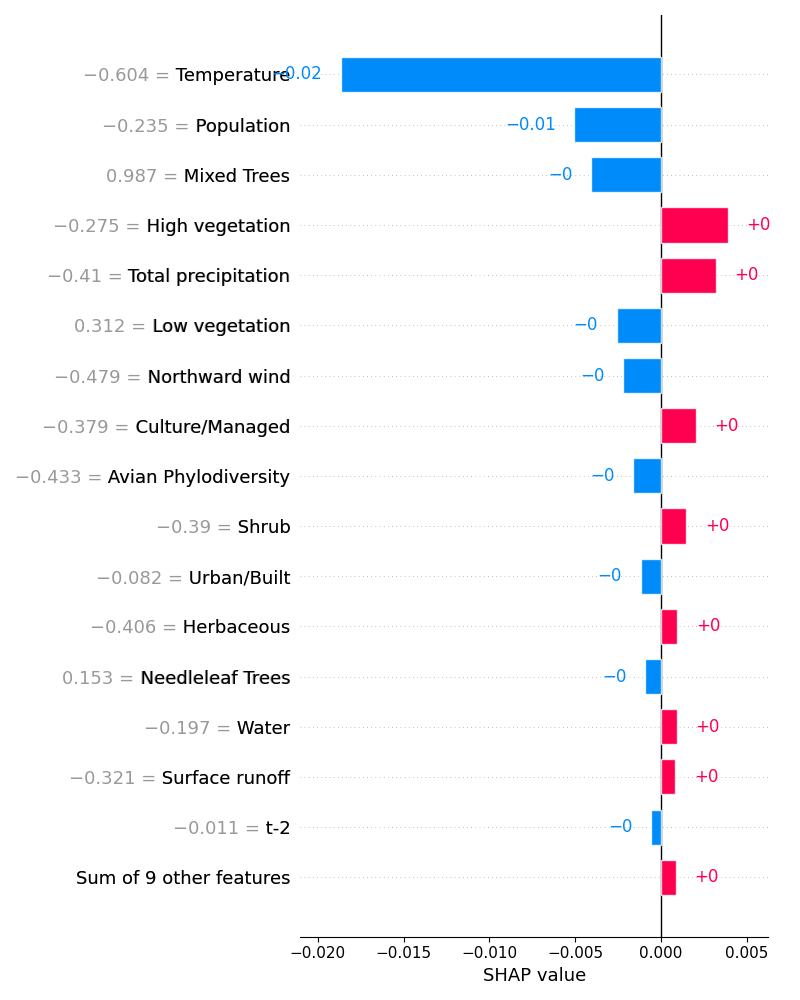 −0.604 = Temperature −0.02
−0.235 = Population −0.01
0.987 = Mixed Trees −0
−0.275 = High vegetation +0
−0.41 = Total precipitation +0
0.312 = Low vegetation −0
−0.479 = Northward wind −0
−0.379 = Culture/Managed +0
−0.433 = Avian Phylodiversity −0
−0.39 = Shrub +0
−0.082 = Urban/Built −0
−0.406 = Herbaceous +0
0.153 = Needleleaf Trees −0
−0.197 = Water +0
−0.321 = Surface runoff +0
−0.011 = t-2 −0
Sum of 9 other features +0
−0.020 −0.015 −0.010 −0.005 0.000 0.005
SHAP value